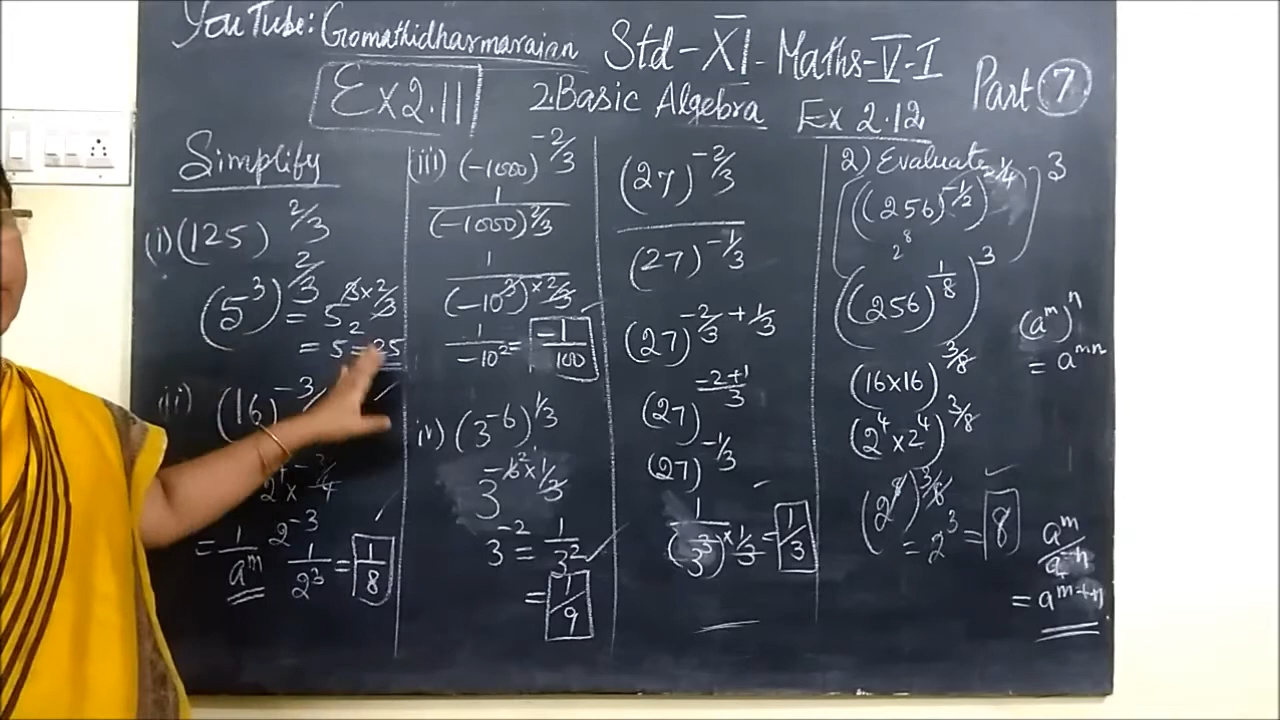 YouTube: Gomathidharmarajan Std-XI-Maths-V-I
Ex 2.11 2.Basic Algebra Ex 2.12 Part 7
Simplify
(i) (125)^2/3
(5^3)^2/3 = 5^3×2/3
= 5^2 = 25
(16)^-3/
2^-3
= 1/a^m 1/2^3 = 1/8
iii) (-1000)^-2/3
1/(-1000)^2/3
1/(-10^3)^×2/3
1/-10^2 = -1/100
iv) (3^-6)^1/3
3^-6×1/3
3^-2 = 1/3^2
= 1/9
(27)^-2/3
(27)^-1/3
(27)^-2/3 + 1/3
(27)^-2+1/3
(27)^-1/3
1/(3^3)^×1/3 = 1/3
2) Evaluate
(((256)^-1/2)^-1/4)^3
2^8
((256)^1/8)^3
(16×16)^3/8
(2^4×2^4)^3/8
(2^8)^3/8
= 2^3 = 8
(a^m)^n
= a^mn
a^m/a^-n
= a^m+n